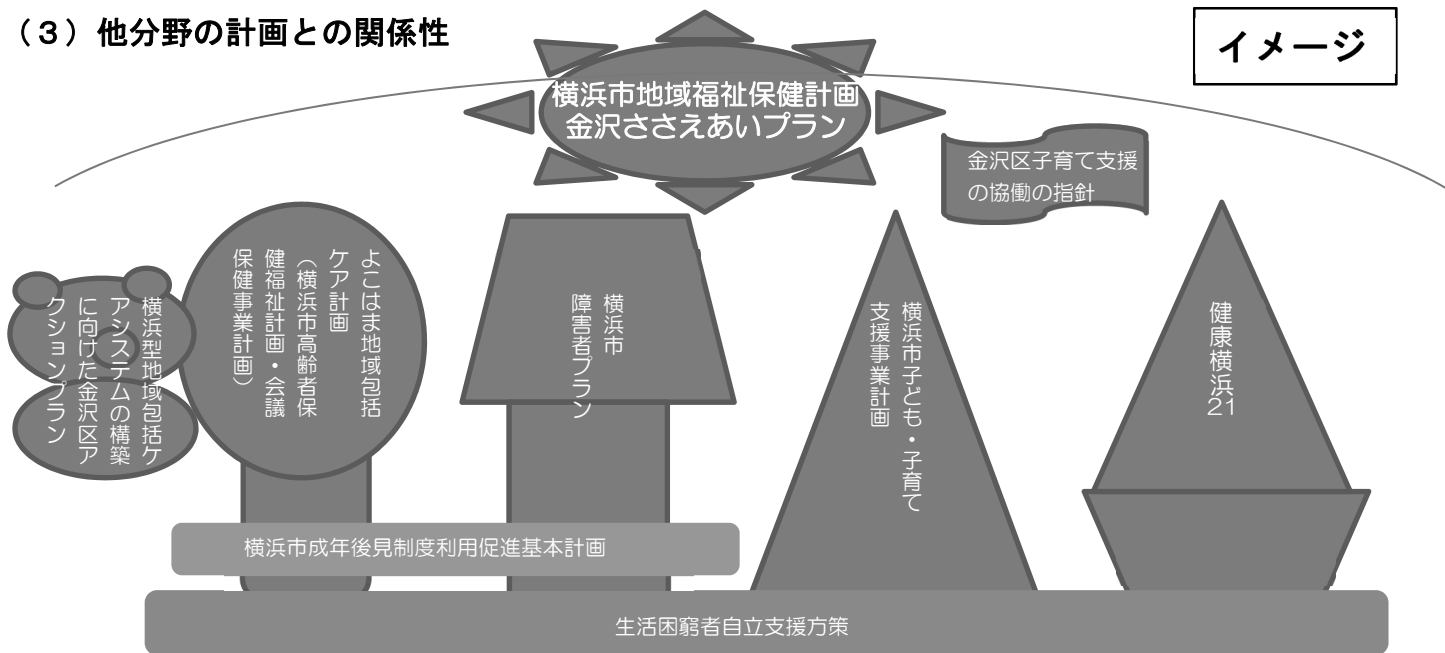 （３）他分野の計画との関係性
イメージ
横浜市地域福祉保健計画
金沢ささえあいプラン
金沢区子育て支援
の協働の指針
横浜型地域包括ケ
アシステムの構築
に向けた金沢区ア
クションプラン
よこはま地域包括
ケア計画
（横浜市高齢者保
健福祉計画・会議
保健事業計画）
横浜市
障害者プラン
横浜市子ども・子育て
支援事業計画
健康横浜21
横浜市成年後見制度利用促進基本計画
生活困窮者自立支援方策